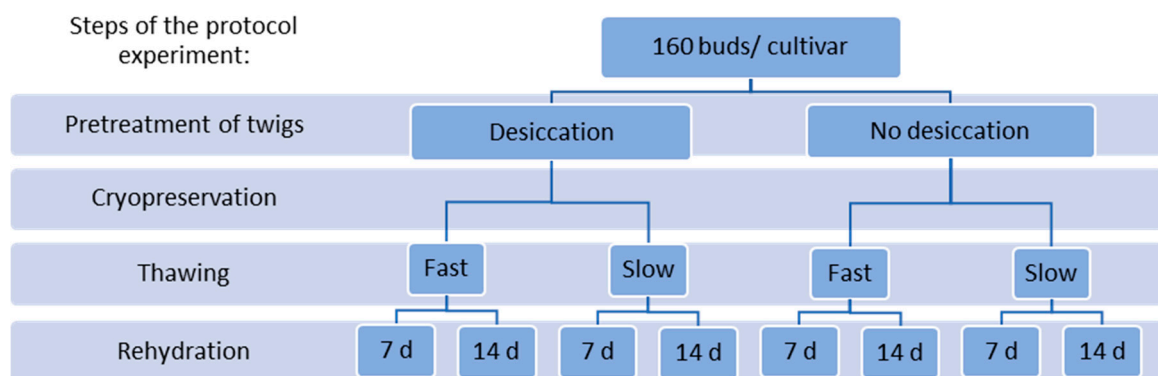 Steps of the protocol
experiment:
160 buds/ cultivar
Pretreatment of twigs
Desiccation
No desiccation
Cryopreservation
Thawing
Fast
Slow
Fast
Slow
Rehydration
7 d
14 d
7 d
14 d
7 d
14 d
7 d
14 d